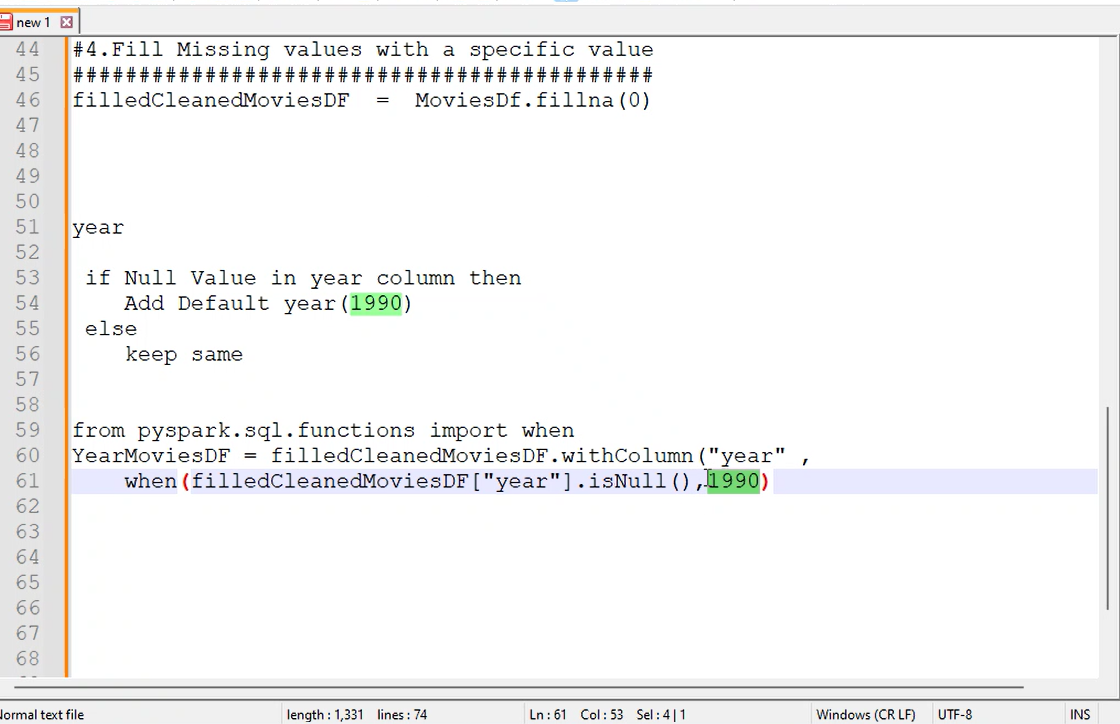 new 1
44 #4.Fill Missing values with a specific value
45 ############################################
46 filledCleanedMoviesDF  =  MoviesDf.fillna(0)
47
48
49
50
51 year
52
53  if Null Value in year column then
54     Add Default year(1990)
55  else
56     keep same
57
58
59 from pyspark.sql.functions import when
60 YearMoviesDF = filledCleanedMoviesDF.withColumn("year" ,
61     when(filledCleanedMoviesDF["year"].isNull(),1990)
62
63
64
65
66
67
68
Normal text file length : 1,331 lines : 74 Ln : 61 Col : 53 Sel : 4 | 1 Windows (CR LF) UTF-8 INS